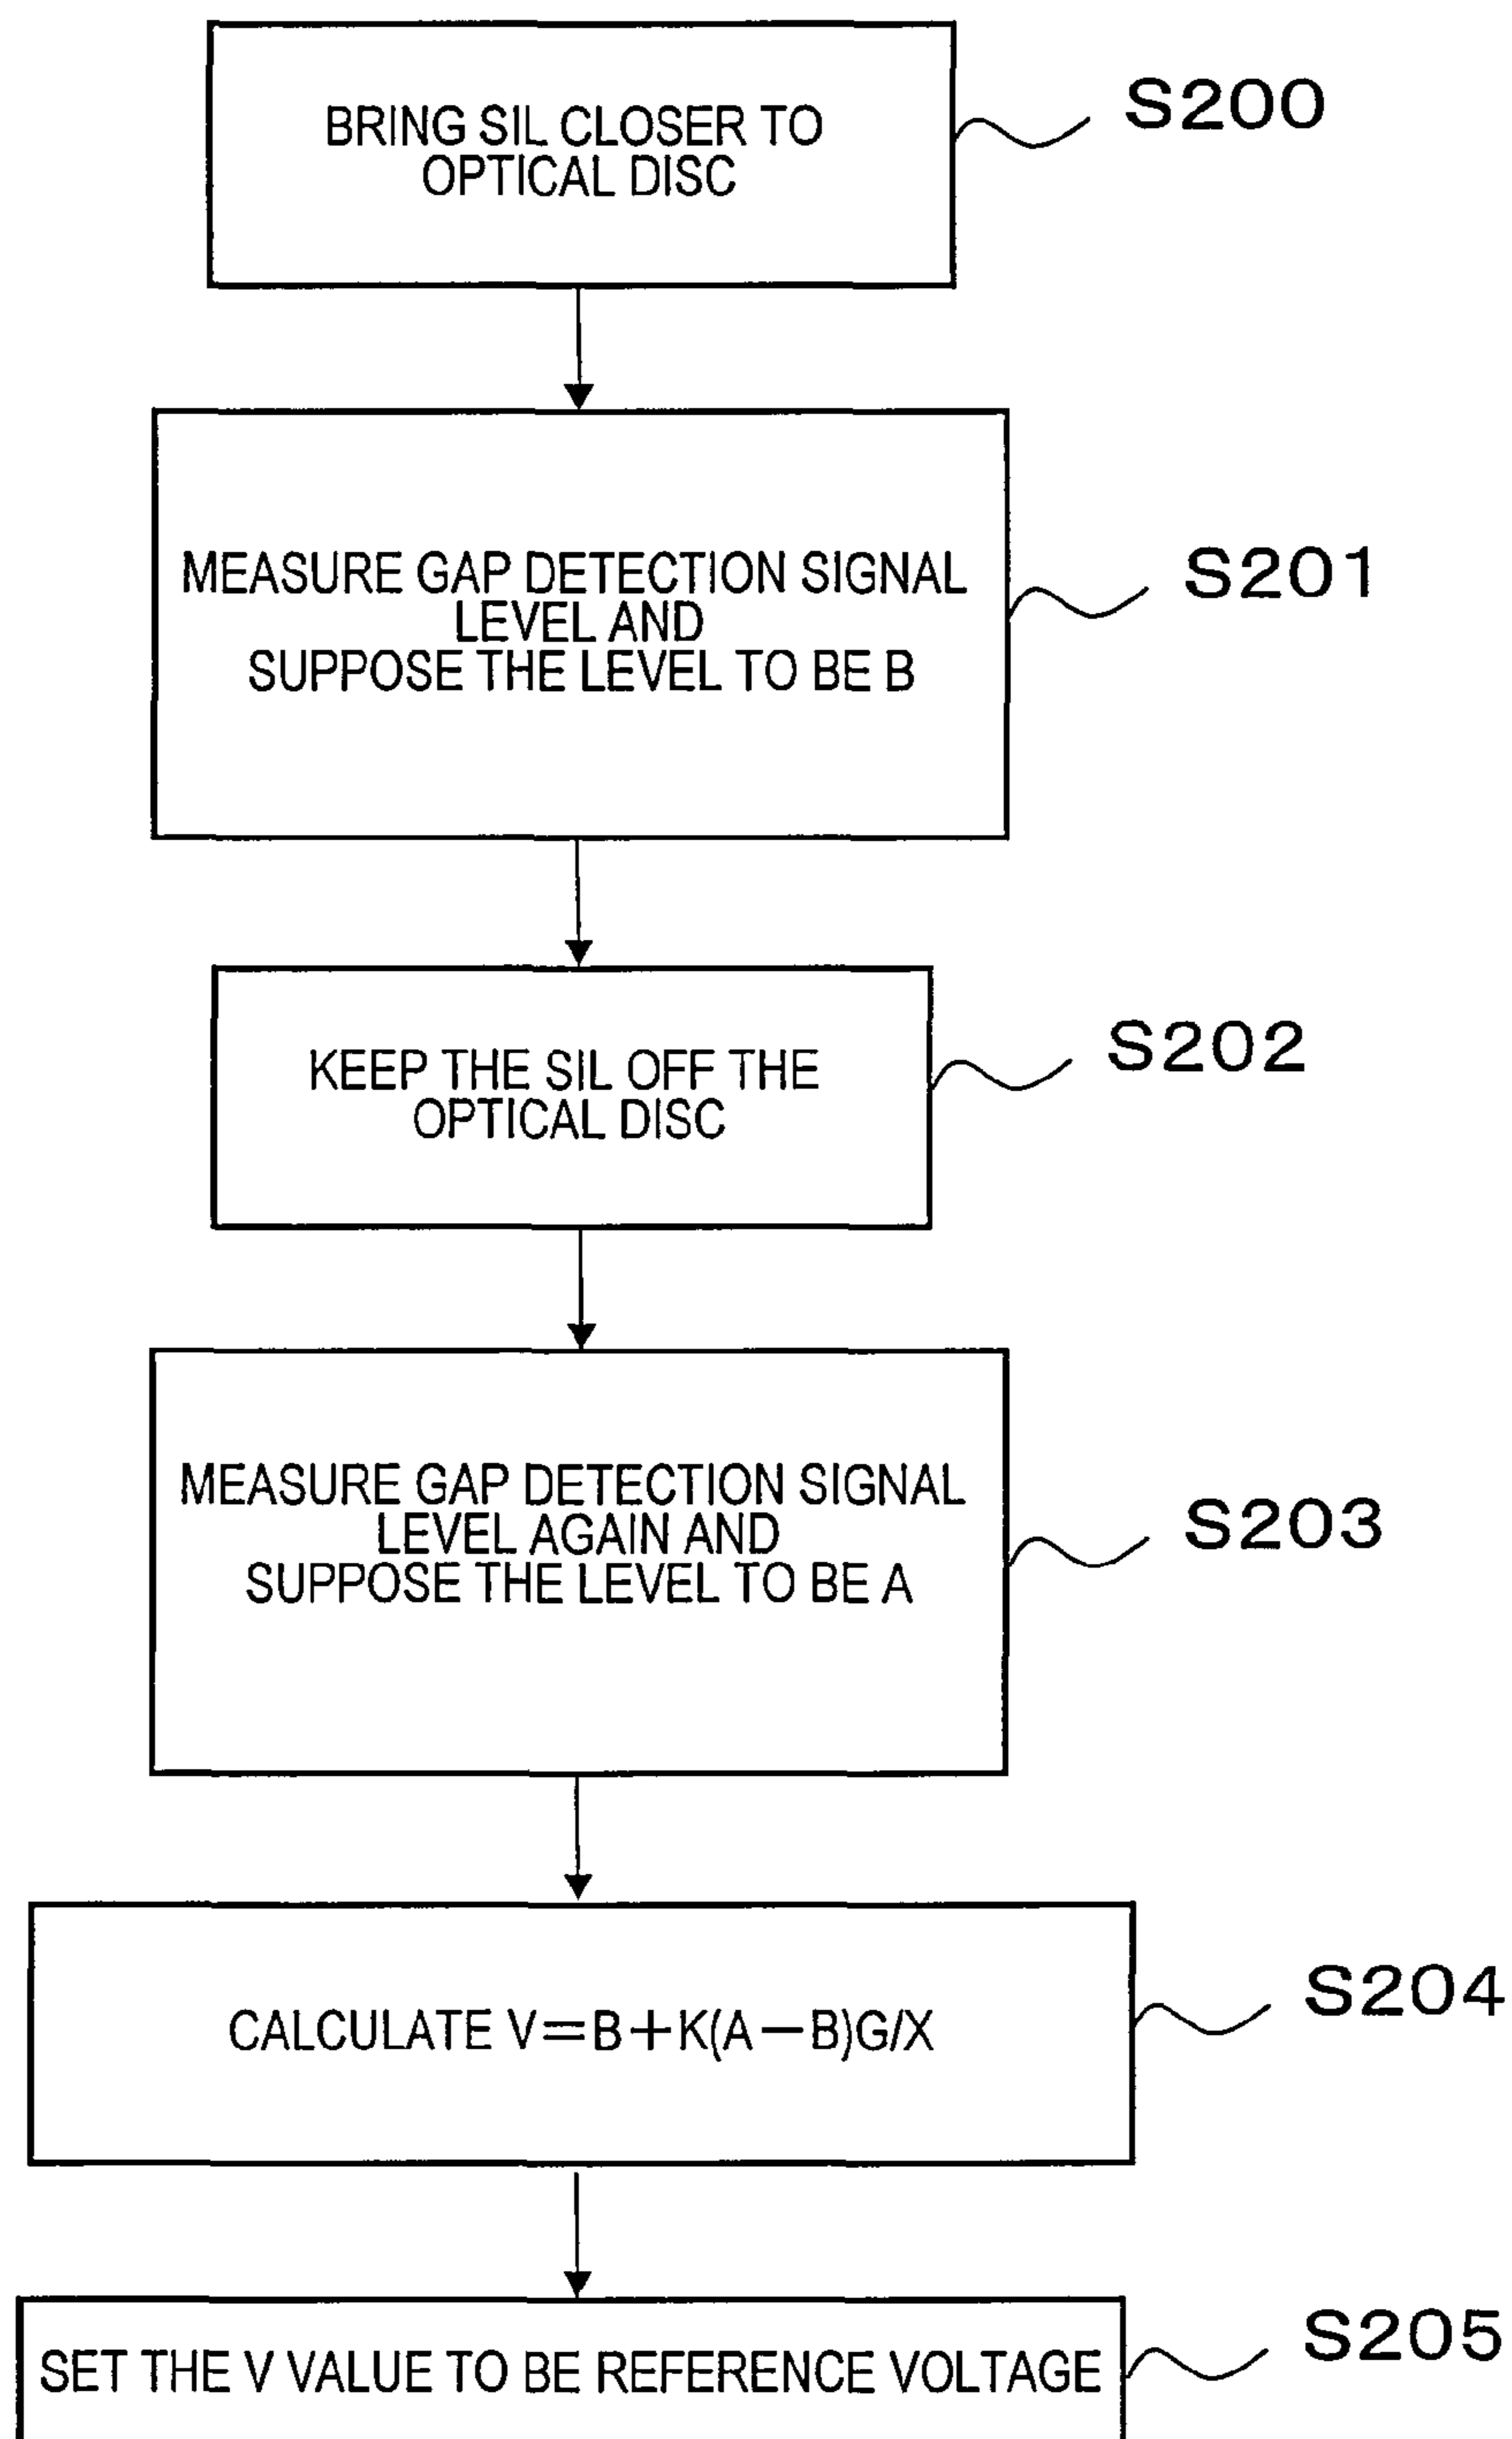 BRING SIL CLOSER TO
OPTICAL DISC
S200
MEASURE GAP DETECTION SIGNAL
LEVEL AND
SUPPOSE THE LEVEL TO BE B
S201
KEEP THE SIL OFF THE
OPTICAL DISC
S202
MEASURE GAP DETECTION SIGNAL
LEVEL AGAIN AND
SUPPOSE THE LEVEL TO BE A
S203
CALCULATE V=B+K(A-B)G/X
S204
SET THE V VALUE TO BE REFERENCE VOLTAGE
S205